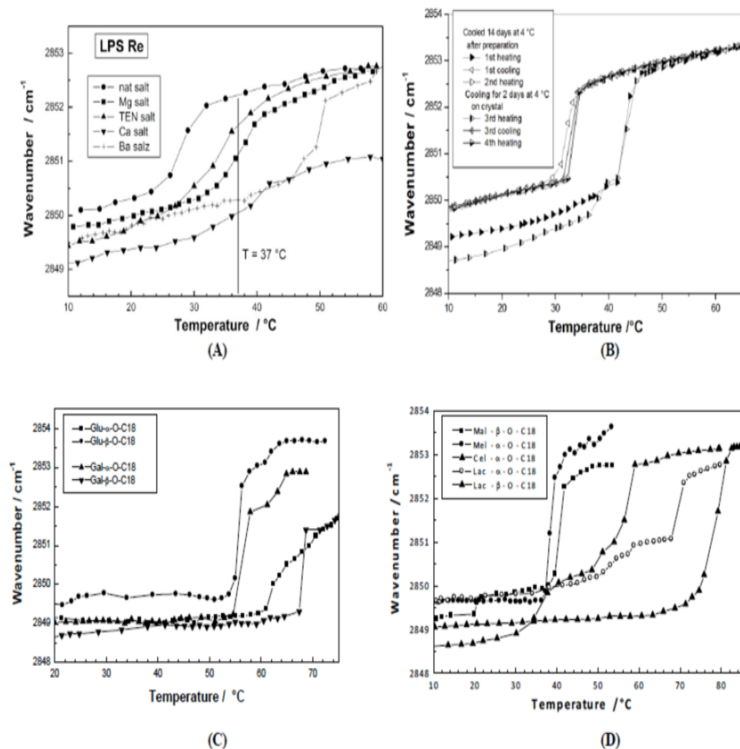 LPS Re
nat salt
Mg salt
TEN salt
Ca salt
Ba salz
T = 37 °C
Wavenumber / cm⁻¹
2853
2852
2851
2850
2849
10 20 30 40 50 60
Temperature / °C
(A)
Cooled 14 days at 4 °C
after preparation
1st heating
1st cooling
2nd heating
Cooling for 2 days at 4 °C
on crystal
3rd heating
3rd cooling
4th heating
Wavenumber / cm⁻¹
2854
2853
2852
2851
2850
2849
2848
10 20 30 40 50 60
Temperature /°C
(B)
Glu-α-O-C18
Glu-β-O-C18
Gal-α-O-C18
Gal-β-O-C18
Wavenumber / cm⁻¹
2854
2853
2852
2851
2850
2849
2848
20 30 40 50 60 70
Temperature / °C
(C)
Mal - β - O - C18
Mel - α - O - C18
Cel - α - O - C18
Lac - α - O - C18
Lac - β - O - C18
Wavenumber / cm⁻¹
2854
2853
2852
2851
2850
2849
2848
10 20 30 40 50 60 70 80
Temperature /°C
(D)